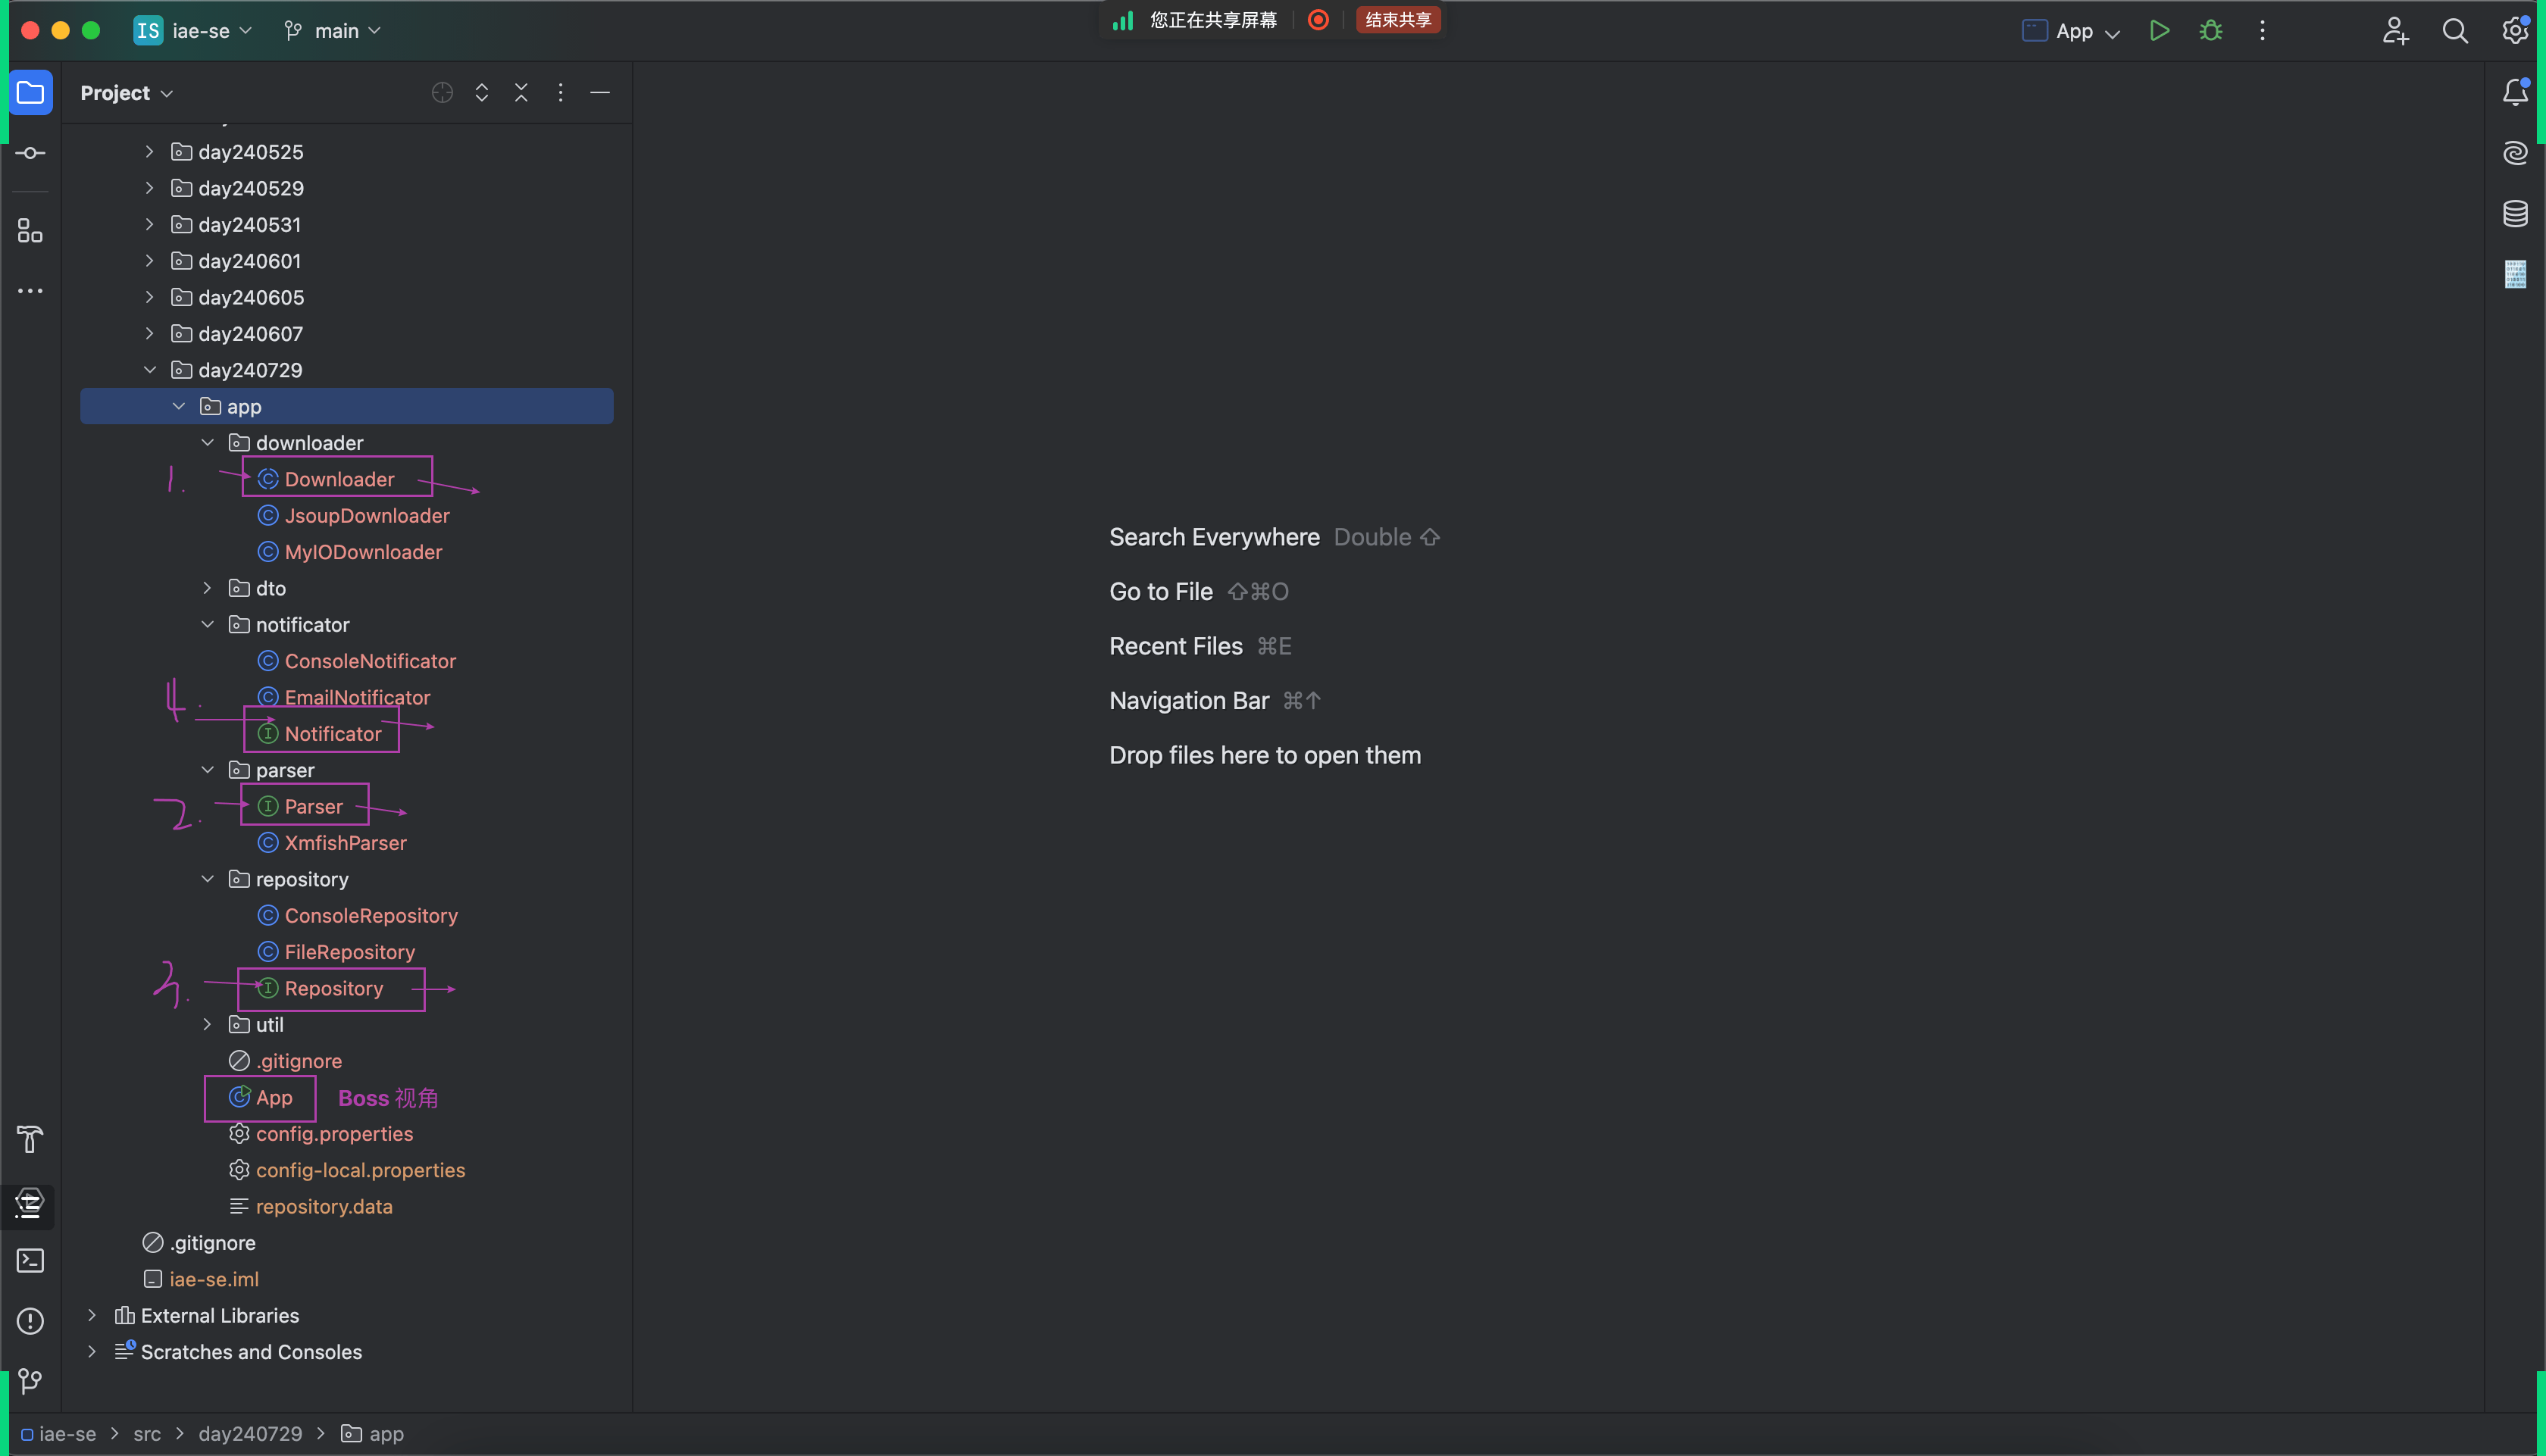 IS iae-se main
您正在共享屏幕 结束共享
App
Project
day240525
day240529
day240531
day240601
day240605
day240607
day240729
app
downloader
1. Downloader
JsoupDownloader
MyIODownloader
dto
notificator
ConsoleNotificator
4. EmailNotificator
Notificator
parser
2. Parser
XmfishParser
repository
ConsoleRepository
FileRepository
3. Repository
util
.gitignore
App Boss 视角
config.properties
config-local.properties
repository.data
.gitignore
iae-se.iml
External Libraries
Scratches and Consoles
Search Everywhere Double ⇧
Go to File ⇧⌘O
Recent Files ⌘E
Navigation Bar ⌘↑
Drop files here to open them
iae-se > src > day240729 > app